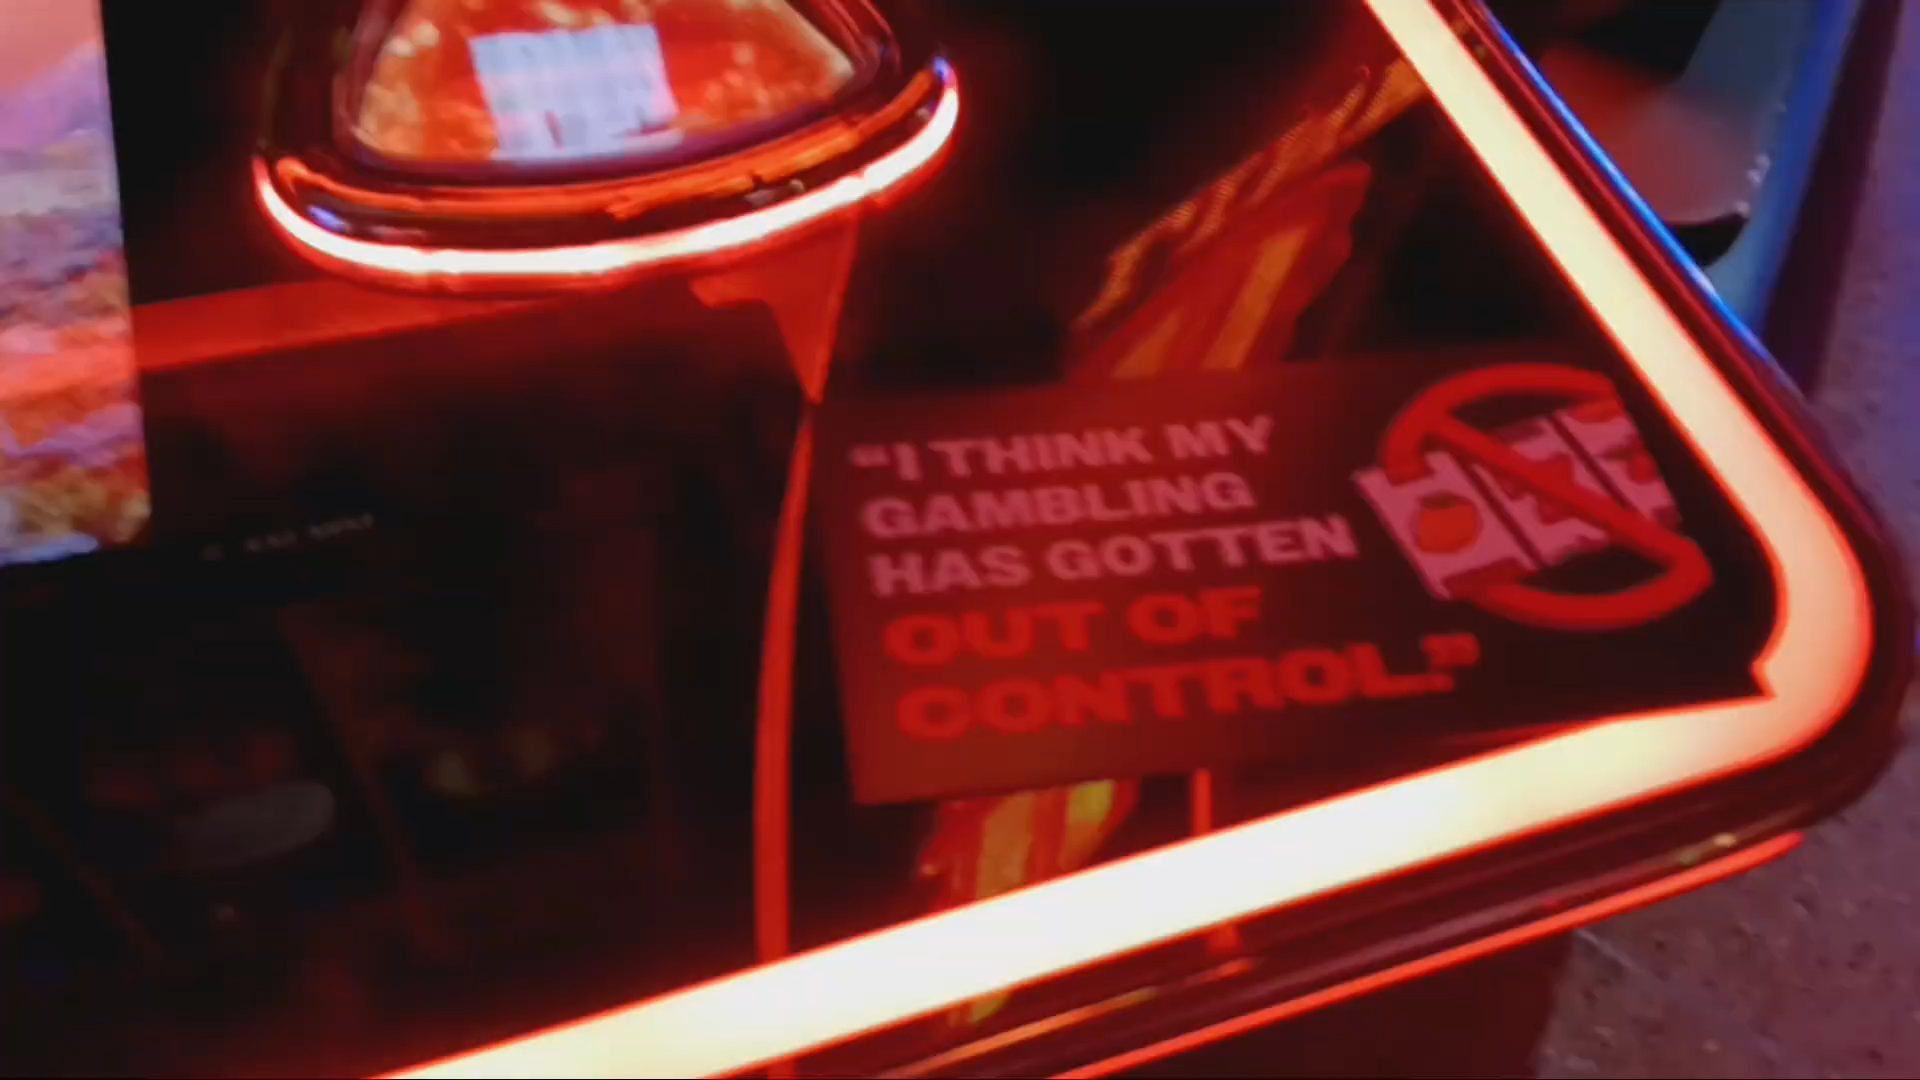 “I THINK MY
GAMBLING
HAS GOTTEN
OUT OF
CONTROL.”